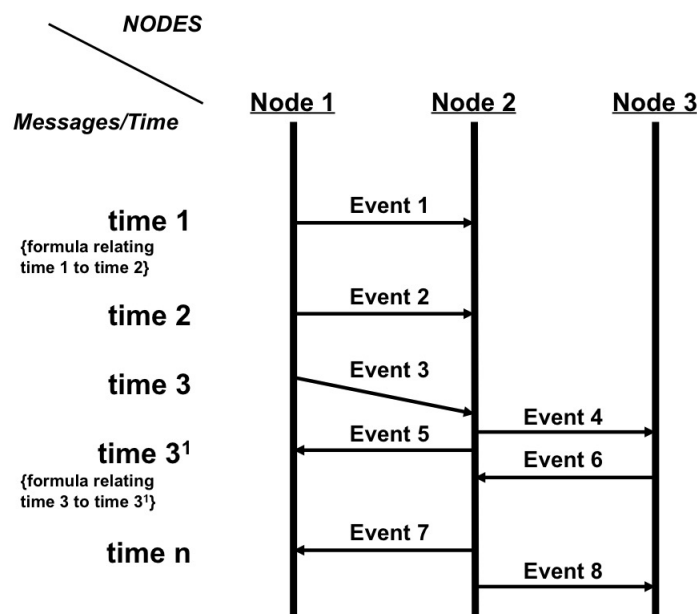 NODES
Messages/Time
Node 1 Node 2 Node 3
time 1
Event 1
{formula relating
time 1 to time 2}
time 2
Event 2
time 3
Event 3
Event 4
time 3¹
Event 5
Event 6
{formula relating
time 3 to time 3¹}
time n
Event 7
Event 8